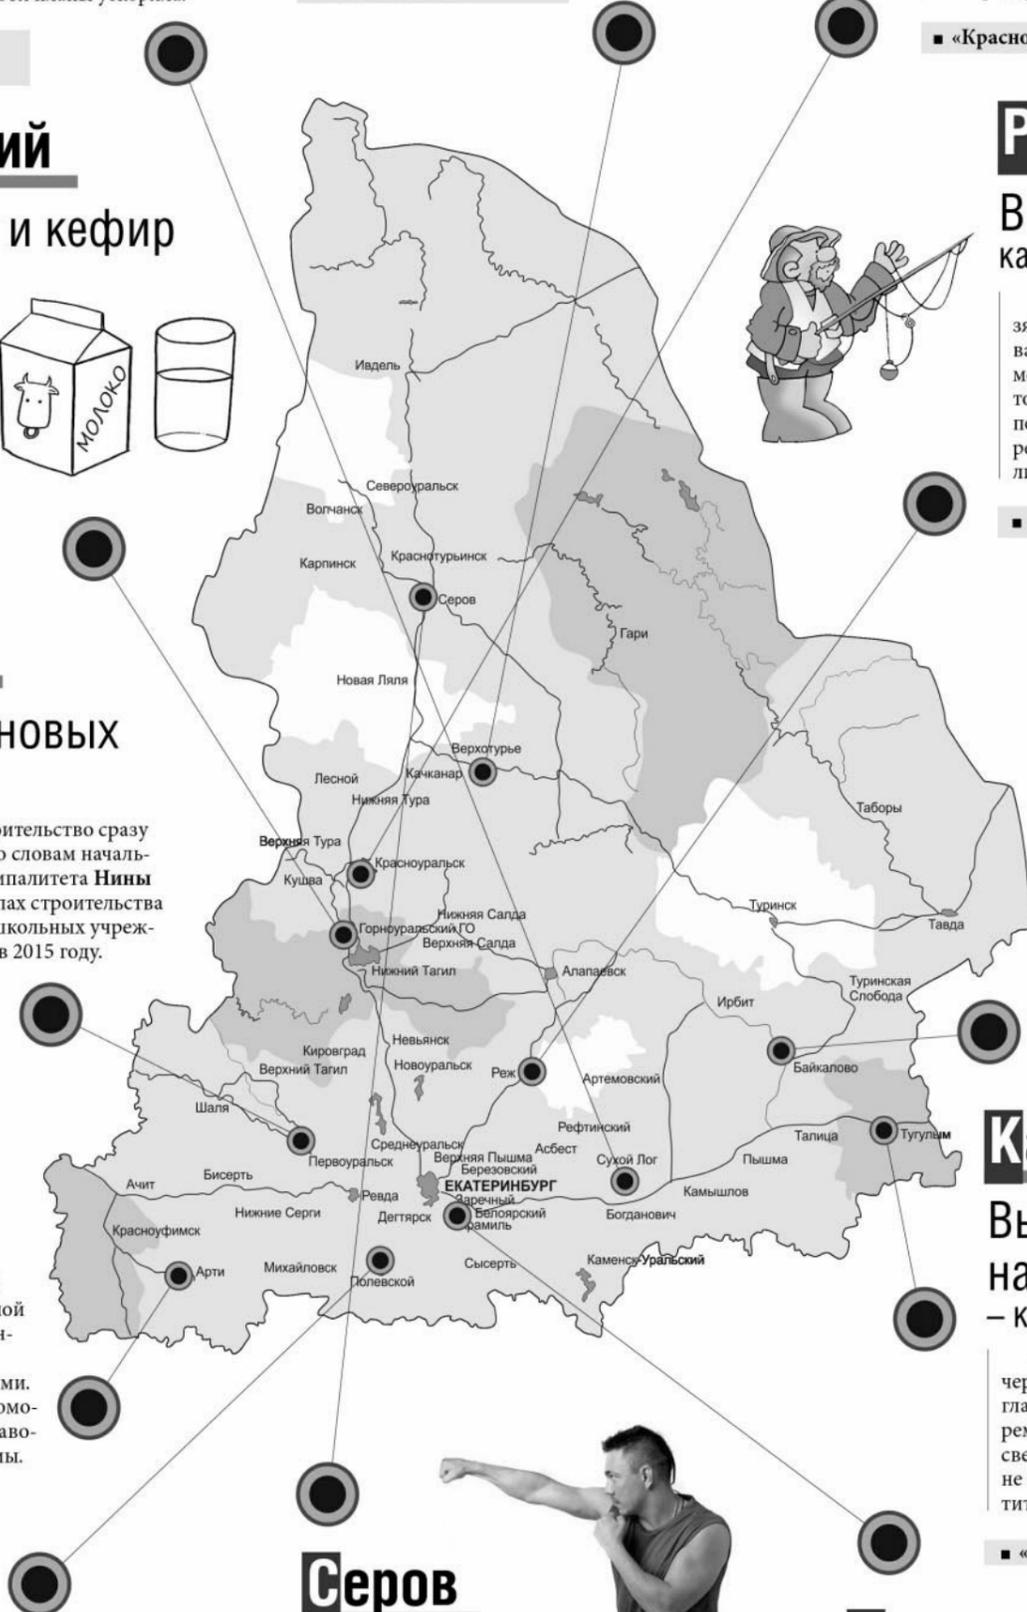 «Красно
ий
и кефир
МОЛОКО
новых
оительство сразу
о словам началь-
ипалитета Нины
лах строительства
школьных учреж-
в 2015 году.
Ивдель
Североуральск
Волчанск
Краснотурьинск
Карпинск
Серов
Гари
Новая Ляля
Верхотурье
Лесной
Качканар
Нижняя Тура
Таборы
Верхняя Тура
Красноуральск
Кушва
Туринск
Нижняя Салда
Тавда
Горноуральский ГО
Верхняя Салда
Нижний Тагил
Алапаевск
Туринская
Слобода
Ирбит
Невьянск
Кировград
Новоуральск
Верхний Тагил
Реж
Артемовский
Байкалово
Шаля
Рефтинский
Талица
Тугулым
Среднеуральск
Асбест
Верхняя Пышма
Первоуральск
Березовский
Сухой Лог
Пышма
Бисерть
Ачит
ЕКАТЕРИНБУРГ
Камышлов
Ревда
Заречный
Нижние Серги
Дегтярск
Белоярский
Богданович
рамиль
Красноуфимск
Арти
Михайловск
Сысерть
Каменск-Уральский
Полевской
Р
В
ка
зя
ва
мо
то
по
ре
ли
К
Вы
на
– к
чер
гла
рем
све
не
тит
«
ой
н-
ми.
омо-
аво-
ы.
Серов